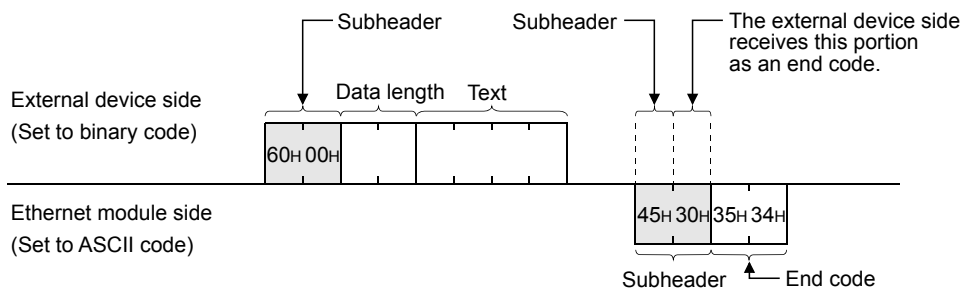 Subheader
Subheader
The external device side
receives this portion
as an end code.
External device side
(Set to binary code)
Data length
Text
60H 00H
Ethernet module side
(Set to ASCII code)
45H 30H 35H 34H
Subheader
End code